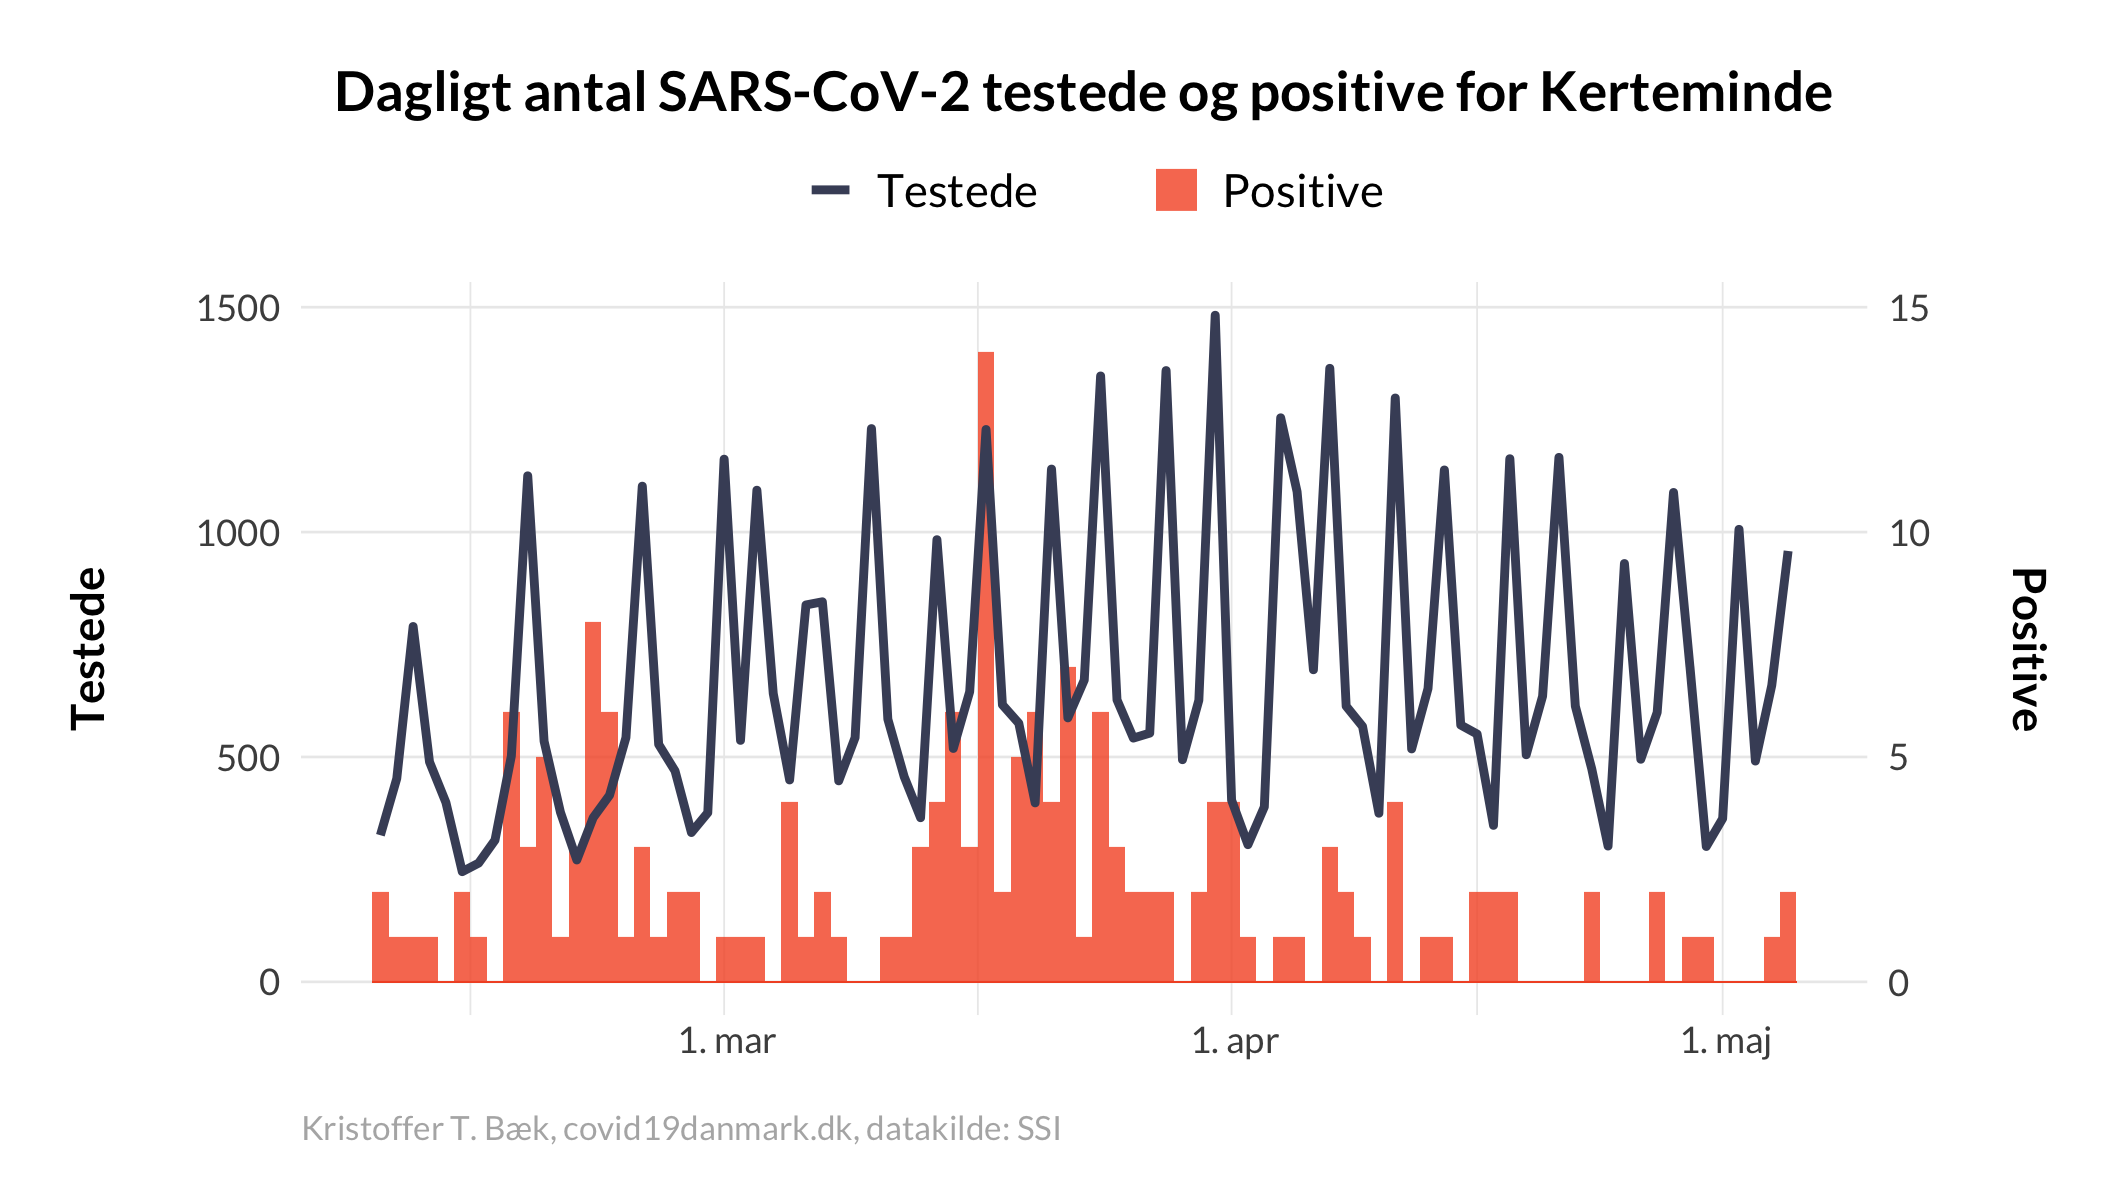 Dagligt antal SARS-CoV-2 testede og positive for Kerteminde
Testede
Positive
1500
1000
500
0
15
10
5
0
Testede
Positive
1. mar
1. apr
1. maj
Kristoffer T. Bæk, covid19danmark.dk, datakilde: SSI